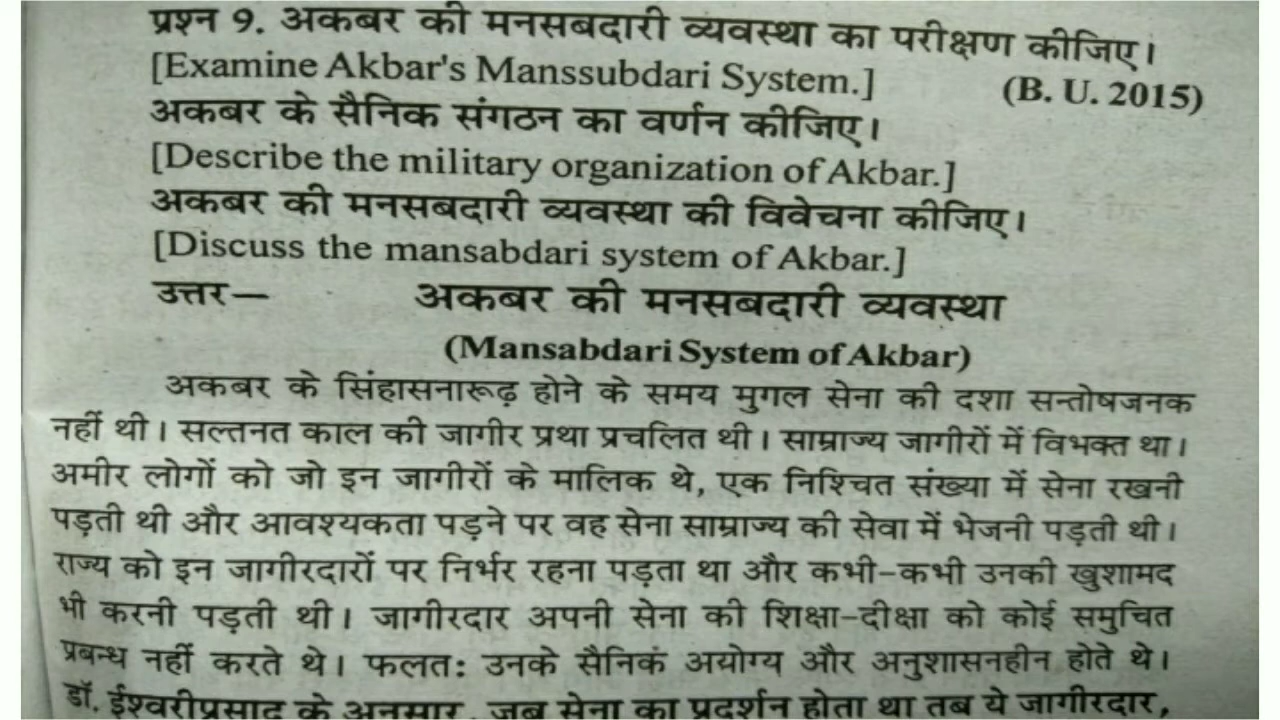 प्रश्न 9. अकबर की मनसबदारी व्यवस्था का परीक्षण कीजिए।
[Examine Akbar's Manssubdari System.] (B. U. 2015)
अकबर के सैनिक संगठन का वर्णन कीजिए।
[Describe the military organization of Akbar.]
अकबर की मनसबदारी व्यवस्था की विवेचना कीजिए।
[Discuss the mansabdari system of Akbar.]
उत्तर— अकबर की मनसबदारी व्यवस्था
(Mansabdari System of Akbar)
अकबर के सिंहासनारूढ़ होने के समय मुगल सेना की दशा सन्तोषजनक
नहीं थी। सल्तनत काल की जागीर प्रथा प्रचलित थी। साम्राज्य जागीरों में विभक्त था।
अमीर लोगों को जो इन जागीरों के मालिक थे, एक निश्चित संख्या में सेना रखनी
पड़ती थी और आवश्यकता पड़ने पर वह सेना साम्राज्य की सेवा में भेजनी पड़ती थी।
राज्य को इन जागीरदारों पर निर्भर रहना पड़ता था और कभी-कभी उनकी खुशामद
भी करनी पड़ती थी। जागीरदार अपनी सेना की शिक्षा-दीक्षा को कोई समुचित
प्रबन्ध नहीं करते थे। फलतः उनके सैनिकं अयोग्य और अनुशासनहीन होते थे।
डॉ. ईश्वरीप्रसाद के अनुसार, जब सेना का प्रदर्शन होता था तब ये जागीरदार,